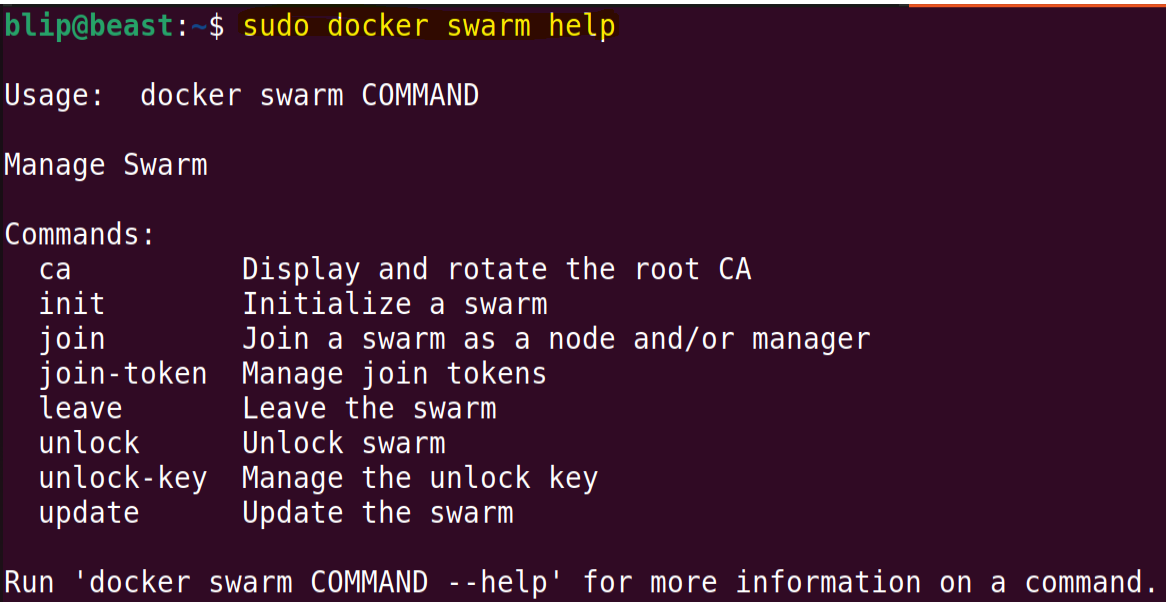 blip@beast:~$ sudo docker swarm help
Usage:  docker swarm COMMAND
Manage Swarm
Commands:
  ca          Display and rotate the root CA
  init        Initialize a swarm
  join        Join a swarm as a node and/or manager
  join-token  Manage join tokens
  leave       Leave the swarm
  unlock      Unlock swarm
  unlock-key  Manage the unlock key
  update      Update the swarm
Run 'docker swarm COMMAND --help' for more information on a command.